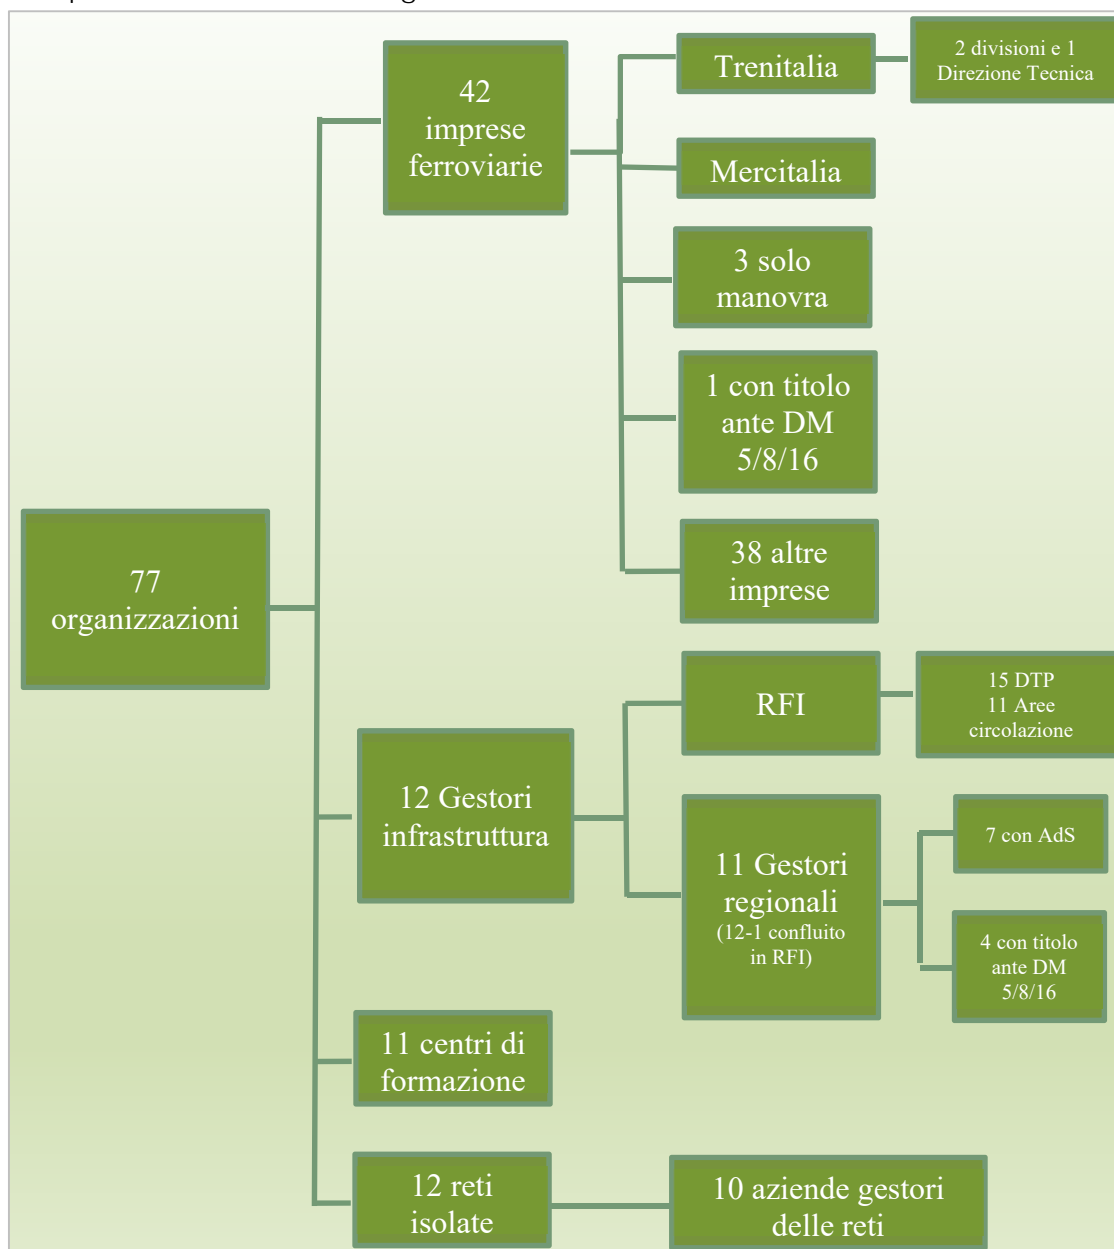 77
organizzazioni
42
imprese
ferroviarie
Trenitalia
2 divisioni e 1
Direzione Tecnica
Mercitalia
3 solo
manovra
1 con titolo
ante DM
5/8/16
38 altre
imprese
12 Gestori
infrastruttura
RFI
15 DTP
11 Aree
circolazione
11 Gestori
regionali
(12-1 confluito
in RFI)
7 con AdS
4 con titolo
ante DM
5/8/16
11 centri di
formazione
12 reti
isolate
10 aziende gestori
delle reti